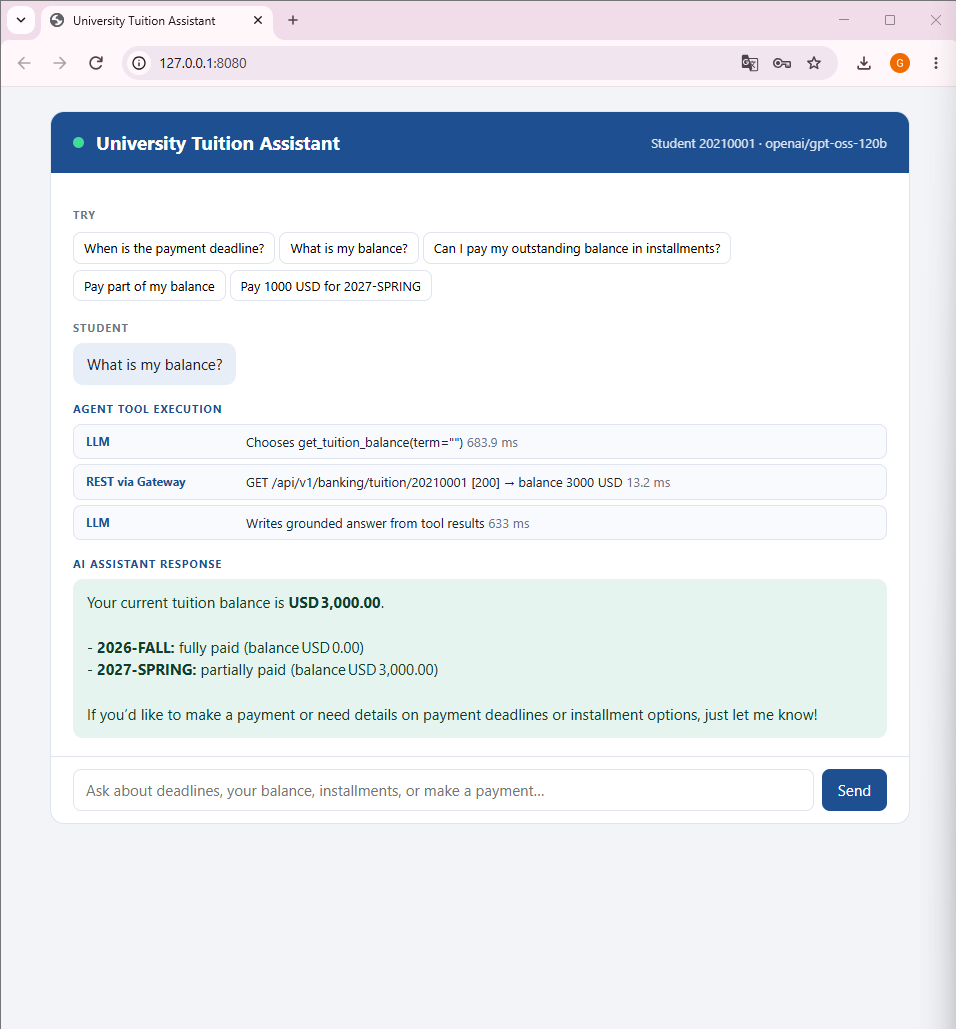 University Tuition Assistant
127.0.0.1:8080
G
University Tuition Assistant
Student 20210001 · openai/gpt-oss-120b
TRY
When is the payment deadline?
What is my balance?
Can I pay my outstanding balance in installments?
Pay part of my balance
Pay 1000 USD for 2027-SPRING
STUDENT
What is my balance?
AGENT TOOL EXECUTION
LLM Chooses get_tuition_balance(term="") 683.9 ms
REST via Gateway GET /api/v1/banking/tuition/20210001 [200] → balance 3000 USD 13.2 ms
LLM Writes grounded answer from tool results 633 ms
AI ASSISTANT RESPONSE
Your current tuition balance is USD 3,000.00.
- 2026-FALL: fully paid (balance USD 0.00)
- 2027-SPRING: partially paid (balance USD 3,000.00)
If you’d like to make a payment or need details on payment deadlines or installment options, just let me know!
Ask about deadlines, your balance, installments, or make a payment...
Send